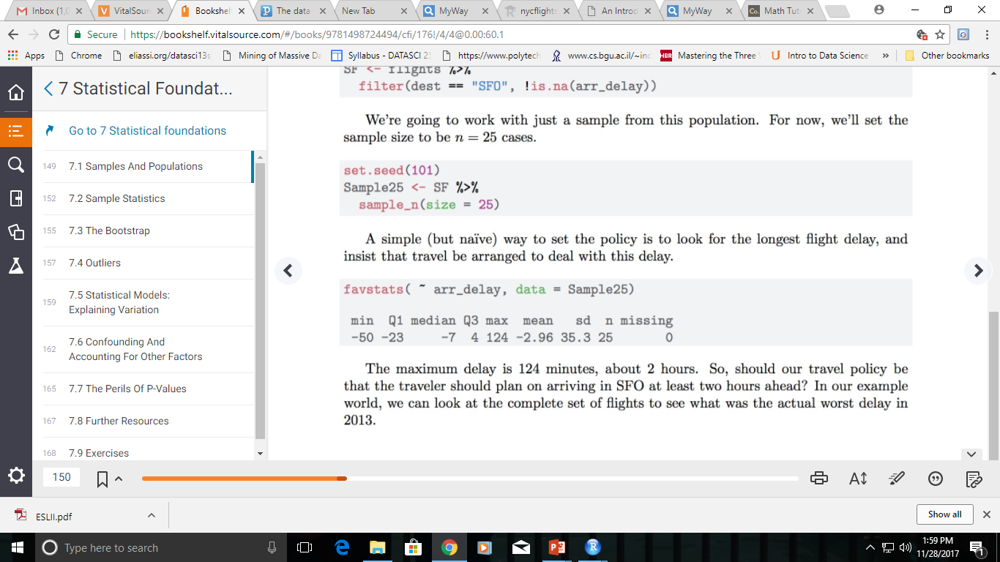 Inbox (1,0
VitalSour
Bookshel
The data
New Tab
MyWay
nycflights
An Introd
MyWay
Co.
Math Tut
Secure
https://bookshelf.vitalsource.com/#/books/9781498724494/cfi/176!/4/4@0.00:60.1
Apps
Chrome
eliassi.org/datasci13s
Mining of Massive Da
Syllabus - DATASCI 25
https://www.polytech
www.cs.bgu.ac.il/~inc
HBR
Mastering the Three
Intro to Data Science
»
Other bookmarks
7 Statistical Foundat...
Go to 7 Statistical foundations
149 7.1 Samples And Populations
152 7.2 Sample Statistics
155 7.3 The Bootstrap
157 7.4 Outliers
159 7.5 Statistical Models:
Explaining Variation
162 7.6 Confounding And
Accounting For Other Factors
165 7.7 The Perils Of P-Values
167 7.8 Further Resources
168 7.9 Exercises
SF <- flights %>%
filter(dest == "SFO", !is.na(arr_delay))
We're going to work with just a sample from this population. For now, we'll set the
sample size to be n = 25 cases.
set.seed(101)
Sample25 <- SF %>%
sample_n(size = 25)
A simple (but naïve) way to set the policy is to look for the longest flight delay, and
insist that travel be arranged to deal with this delay.
favstats( ~ arr_delay, data = Sample25)
min Q1 median Q3 max mean sd n missing
-50 -23 -7 4 124 -2.96 35.3 25 0
The maximum delay is 124 minutes, about 2 hours. So, should our travel policy be
that the traveler should plan on arriving in SFO at least two hours ahead? In our example
world, we can look at the complete set of flights to see what was the actual worst delay in
2013.
150
ESLII.pdf
Show all
Type here to search
1:59 PM
11/28/2017
1